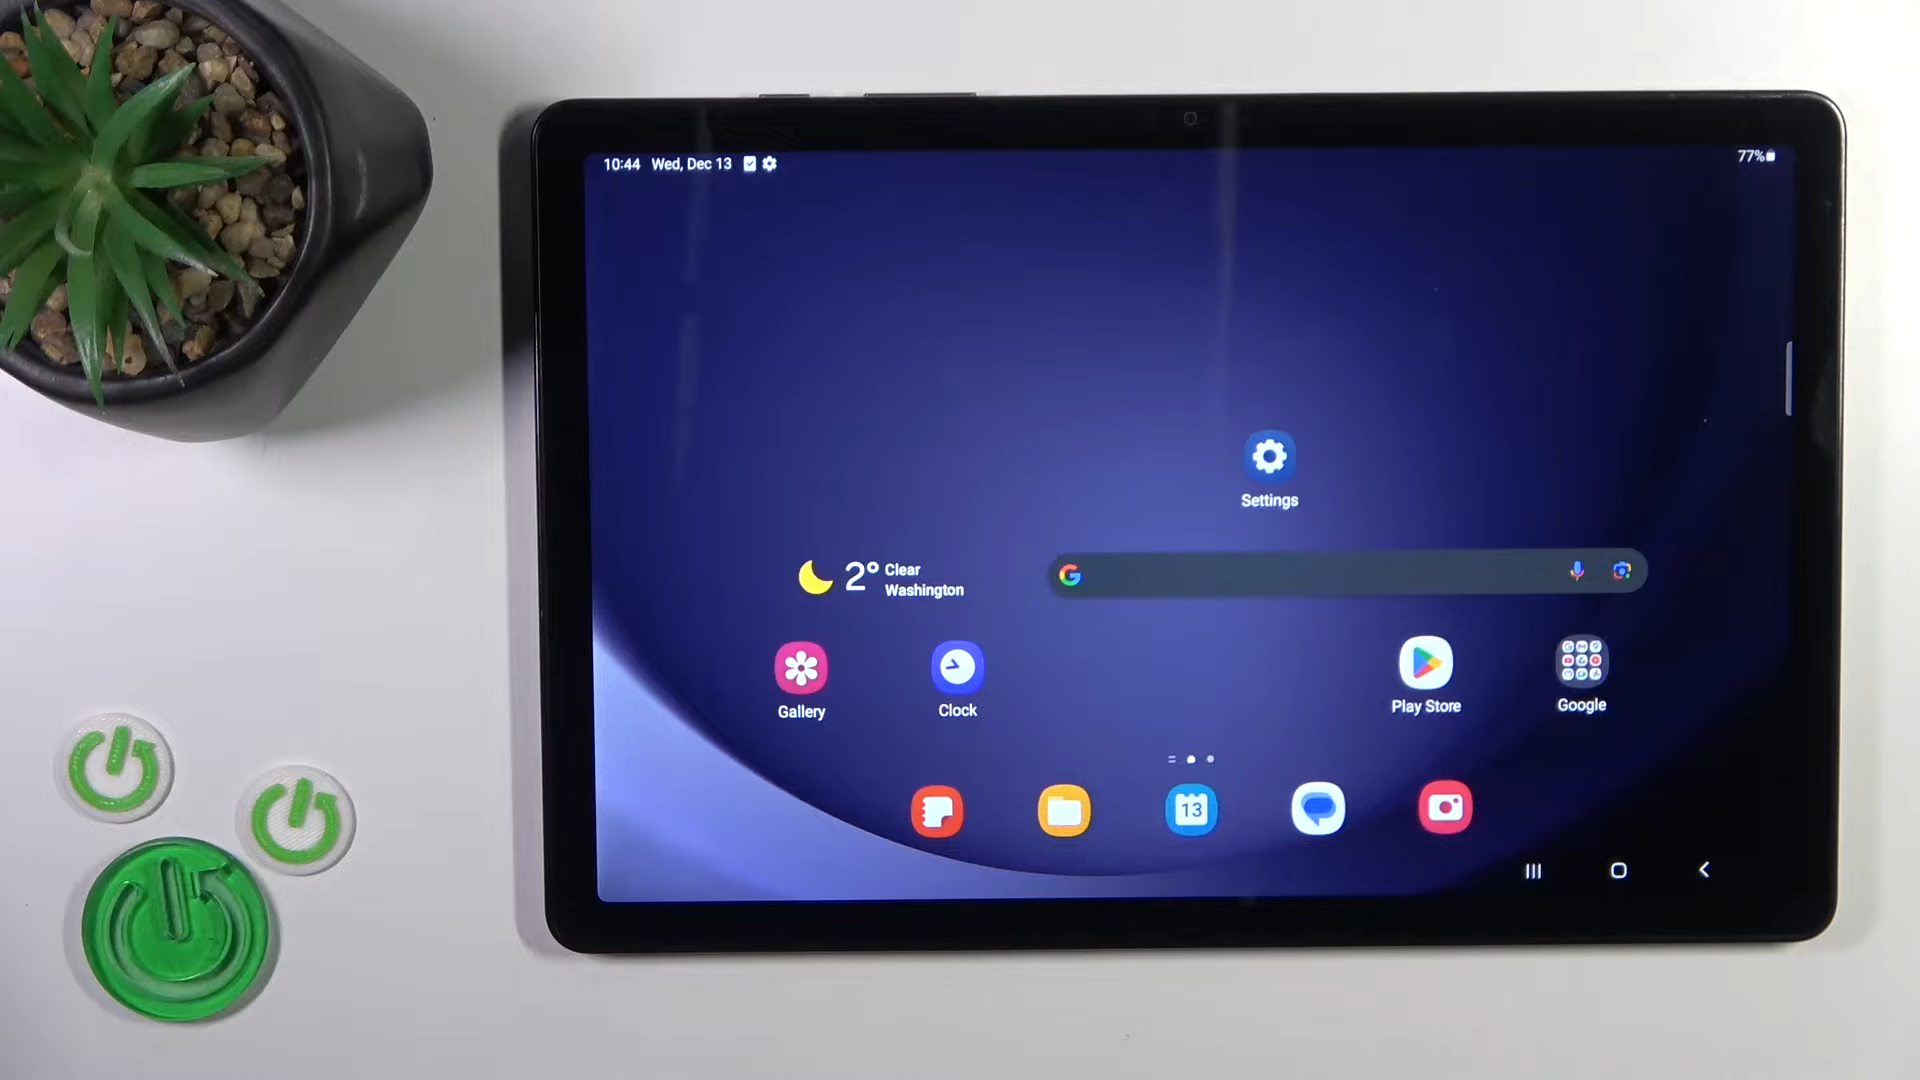 10:44 Wed, Dec 13
77%
Settings
2° Clear
Washington
Gallery
Clock
Play Store
Google
13